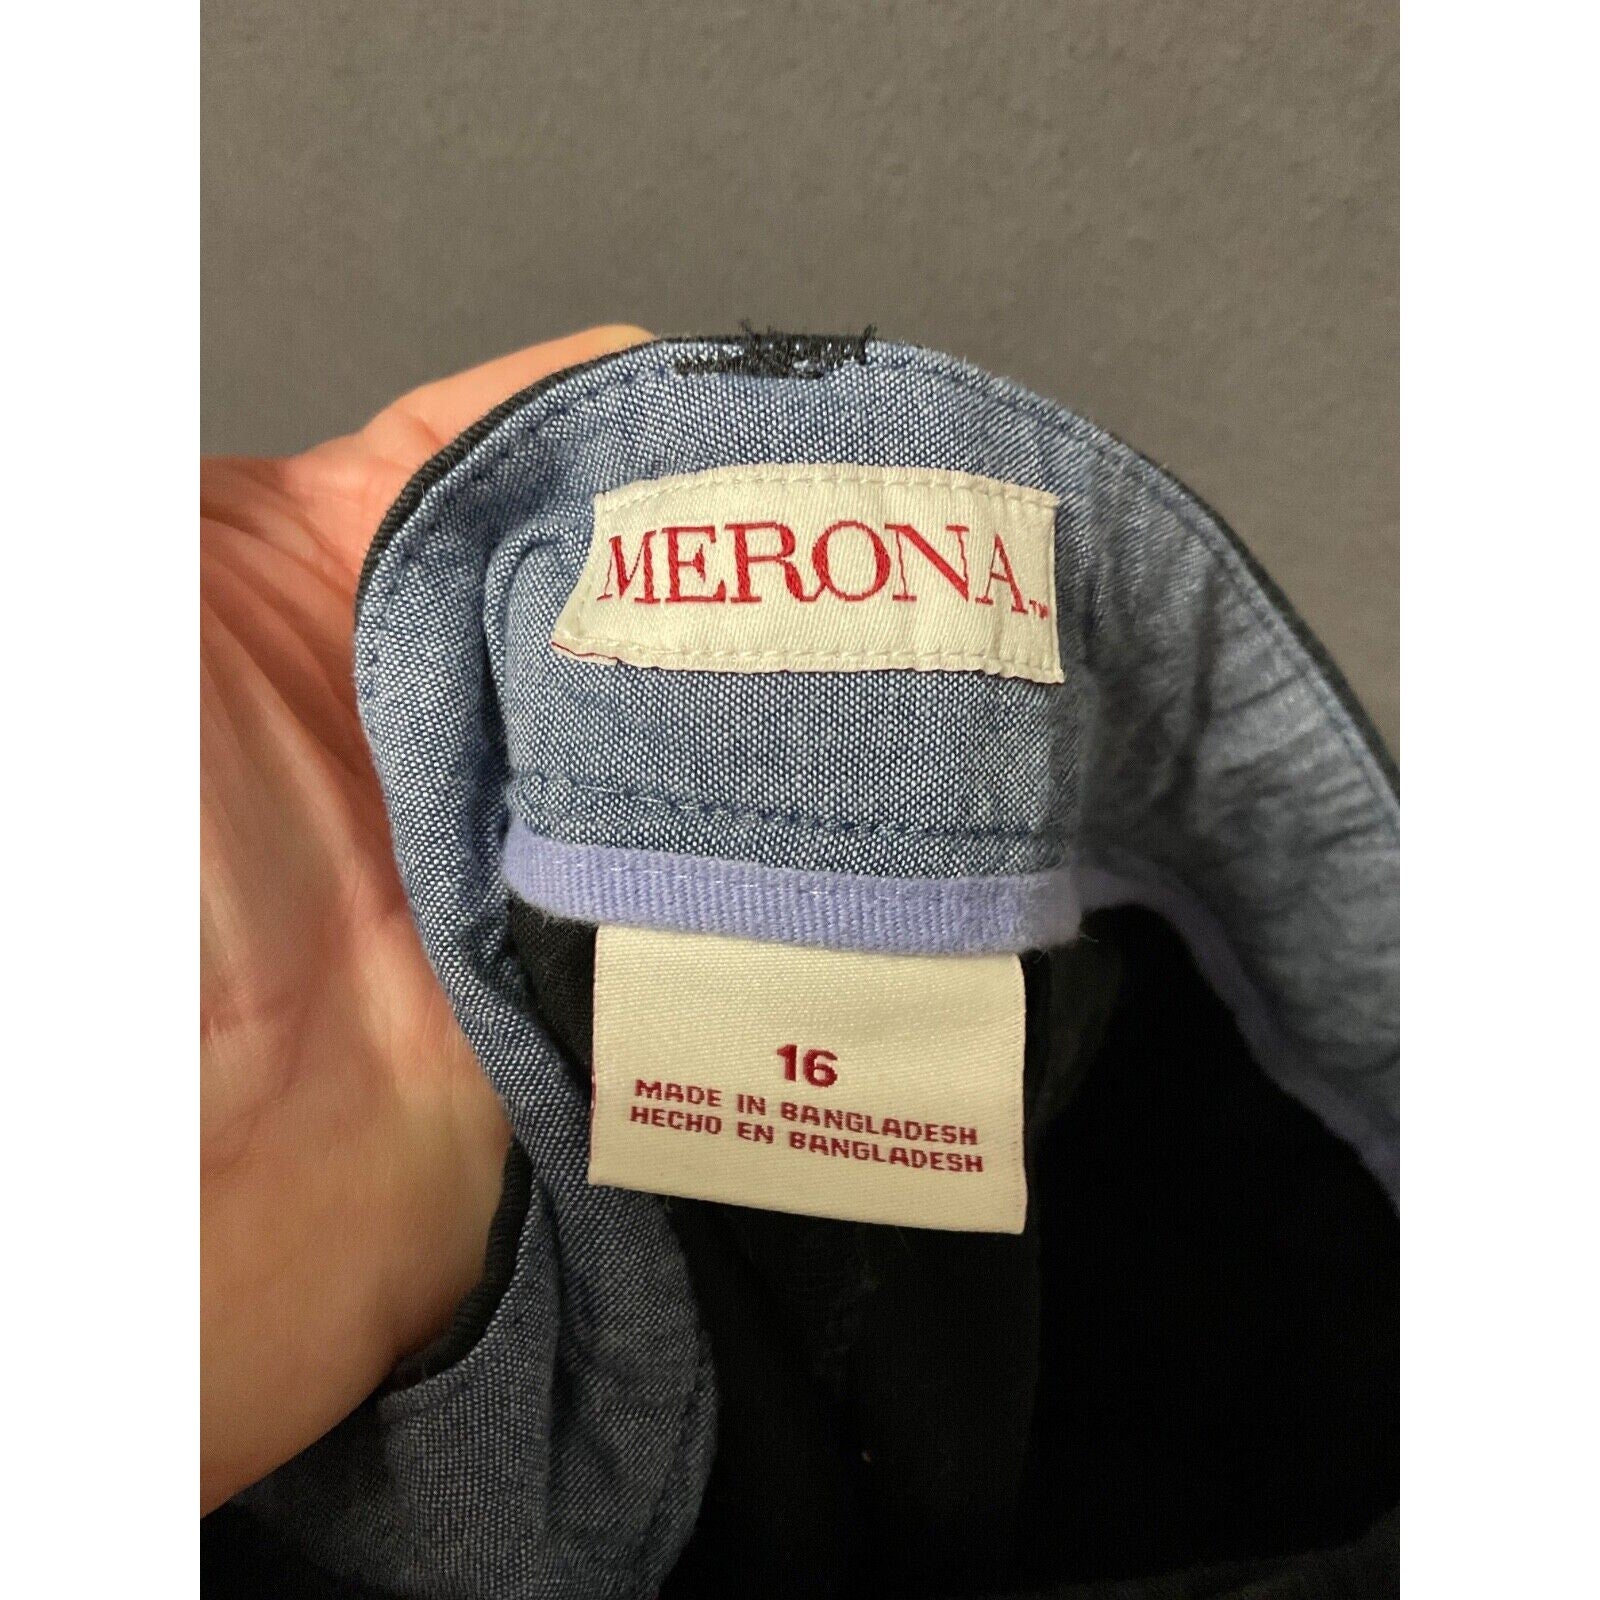 MERONA™
16
MADE IN BANGLADESH
HECHO EN BANGLADESH